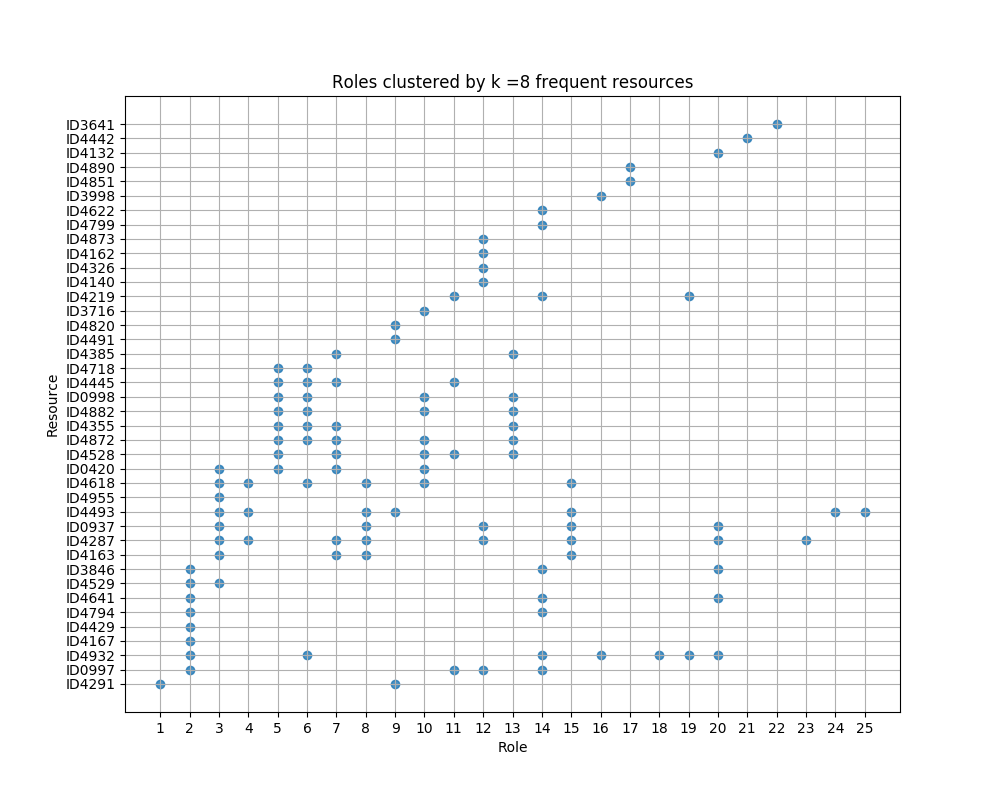 Roles clustered by k =8 frequent resources
Resource
ID3641
ID4442
ID4132
ID4890
ID4851
ID3998
ID4622
ID4799
ID4873
ID4162
ID4326
ID4140
ID4219
ID3716
ID4820
ID4491
ID4385
ID4718
ID4445
ID0998
ID4882
ID4355
ID4872
ID4528
ID0420
ID4618
ID4955
ID4493
ID0937
ID4287
ID4163
ID3846
ID4529
ID4641
ID4794
ID4429
ID4167
ID4932
ID0997
ID4291
1 2 3 4 5 6 7 8 9 10 11 12 13 14 15 16 17 18 19 20 21 22 23 24 25
Role